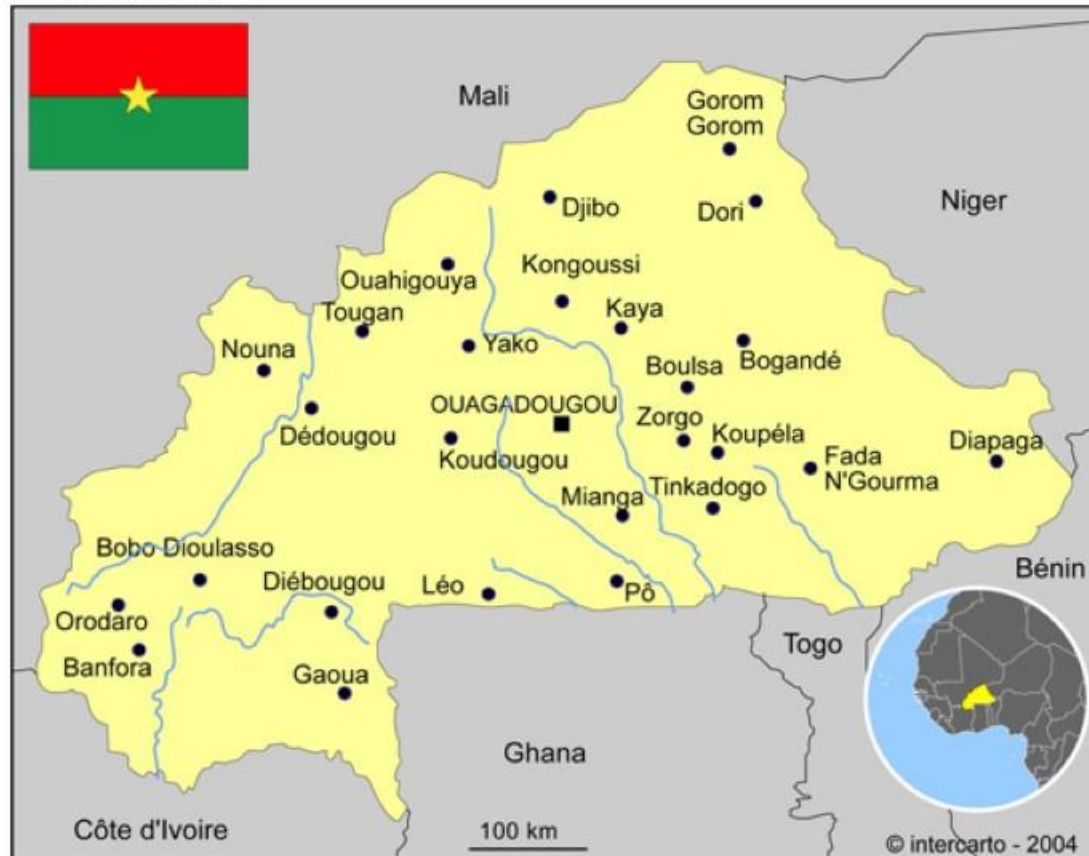 Mali
Gorom
Gorom
Niger
Djibo
Dori
Ouahigouya
Kongoussi
Tougan
Kaya
Nouna
Yako
Bogandé
Boulsa
OUAGADOUGOU
Zorgo
Dédougou
Koudougou
Koupéla
Diapaga
Fada
N'Gourma
Mianga
Tinkadogo
Bobo Dioulasso
Diébougou
Léo
Pô
Bénin
Orodaro
Togo
Banfora
Gaoua
Ghana
Côte d'Ivoire
100 km
© intercarto - 2004